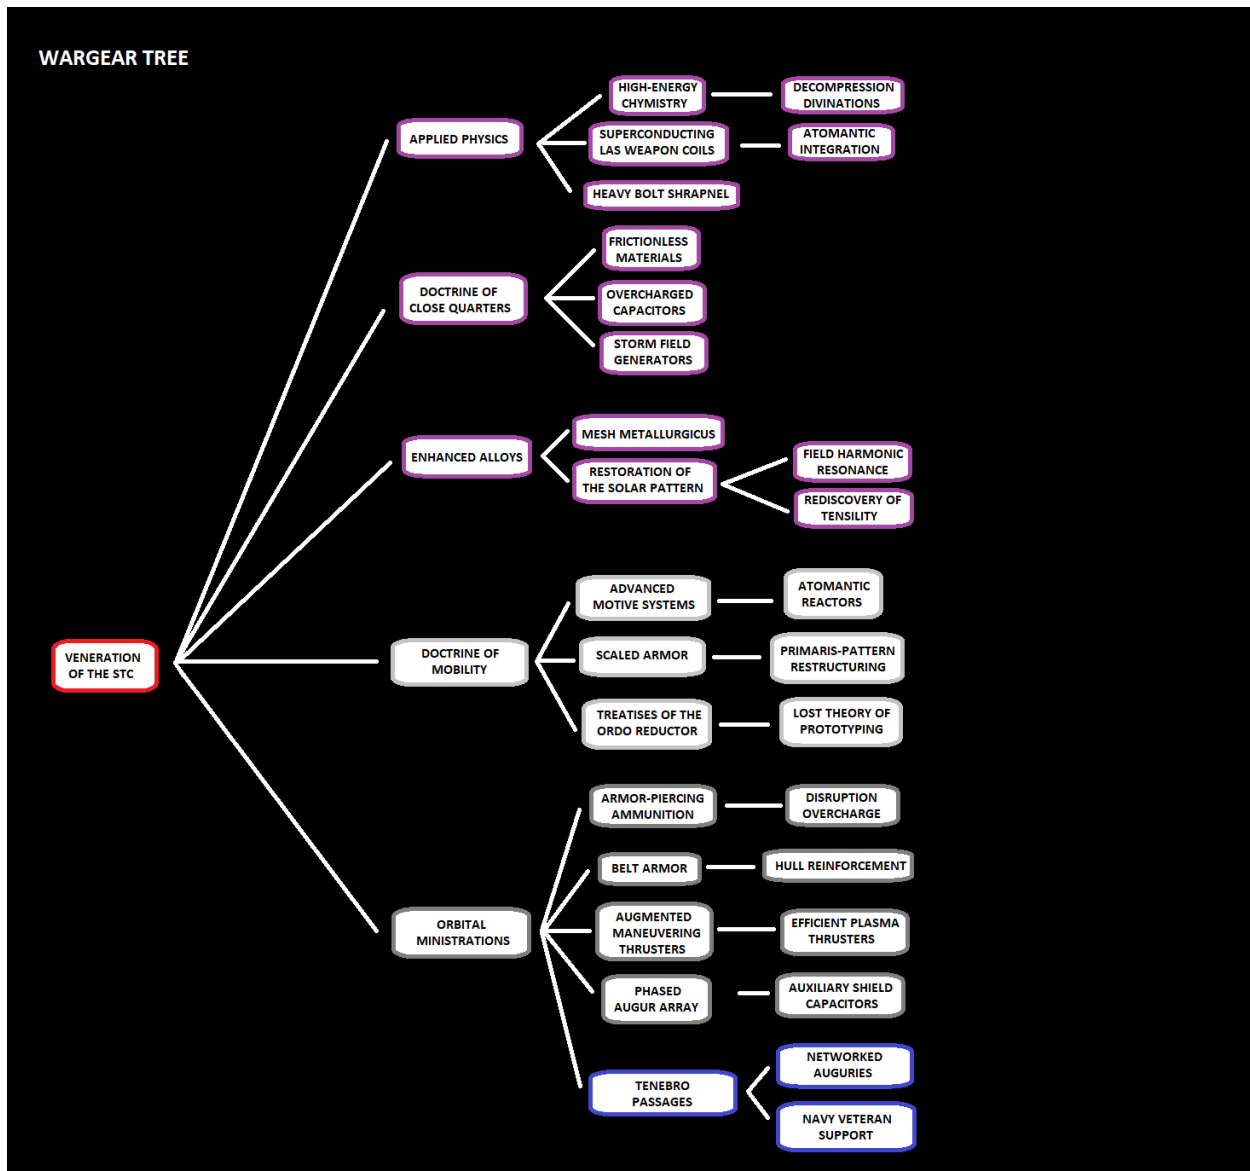 WARGEAR TREE
HIGH-ENERGY
CHYMISTRY
DECOMPRESSION
DIVINATIONS
APPLIED PHYSICS
SUPERCONDUCTING
LAS WEAPON COILS
ATOMANTIC
INTEGRATION
HEAVY BOLT SHRAPNEL
DOCTRINE OF
CLOSE QUARTERS
FRICTIONLESS
MATERIALS
OVERCHARGED
CAPACITORS
STORM FIELD
GENERATORS
ENHANCED ALLOYS
MESH METALLURGICUS
RESTORATION OF
THE SOLAR PATTERN
FIELD HARMONIC
RESONANCE
REDISCOVERY OF
TENSILITY
VENERATION
OF THE STC
DOCTRINE OF
MOBILITY
ADVANCED
MOTIVE SYSTEMS
ATOMANTIC
REACTORS
SCALED ARMOR
PRIMARIS-PATTERN
RESTRUCTURING
TREATISES OF THE
ORDO REDUCTOR
LOST THEORY OF
PROTOTYPING
ORBITAL
MINISTRATIONS
ARMOR-PIERCING
AMMUNITION
DISRUPTION
OVERCHARGE
BELT ARMOR
HULL REINFORCEMENT
AUGMENTED
MANEUVERING
THRUSTERS
EFFICIENT PLASMA
THRUSTERS
PHASED
AUGUR ARRAY
AUXILIARY SHIELD
CAPACITORS
TENEBRO
PASSAGES
NETWORKED
AUGURIES
NAVY VETERAN
SUPPORT